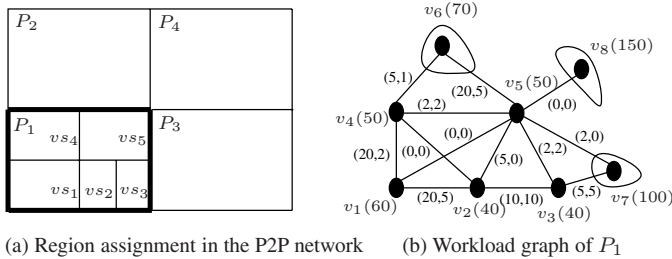 P2 P4
P1 P3
vs4 vs5
vs1 vs2 vs3
v6(70)
v8(150)
(5,1) v5(50)
(20,5)
(0,0)
v4(50) (2,2)
(0,0) (2,0)
(20,2) (0,0) (5,0) (2,2)
(20,5) (10,10) (5,5)
v1(60) v2(40) v3(40) v7(100)
(a) Region assignment in the P2P network
(b) Workload graph of P1